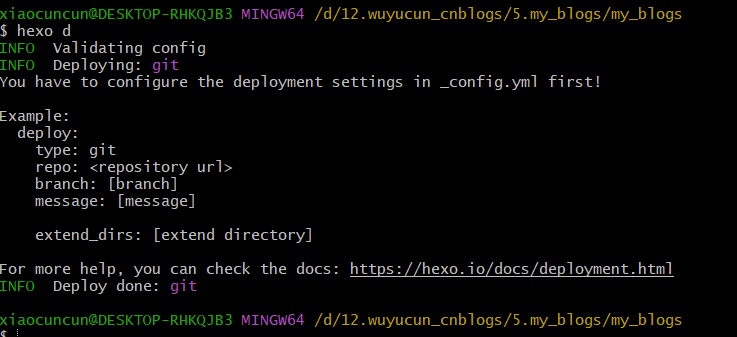 xiaocuncun@DESKTOP-RHKQJB3 MINGW64 /d/12.wuyucun_cnblogs/5.my_blogs/my_blogs
$ hexo d
INFO  Validating config
INFO  Deploying: git
You have to configure the deployment settings in _config.yml first!

Example:
  deploy:
    type: git
    repo: <repository url>
    branch: [branch]
    message: [message]

    extend_dirs: [extend directory]

For more help, you can check the docs: https://hexo.io/docs/deployment.html
INFO  Deploy done: git

xiaocuncun@DESKTOP-RHKQJB3 MINGW64 /d/12.wuyucun_cnblogs/5.my_blogs/my_blogs
$